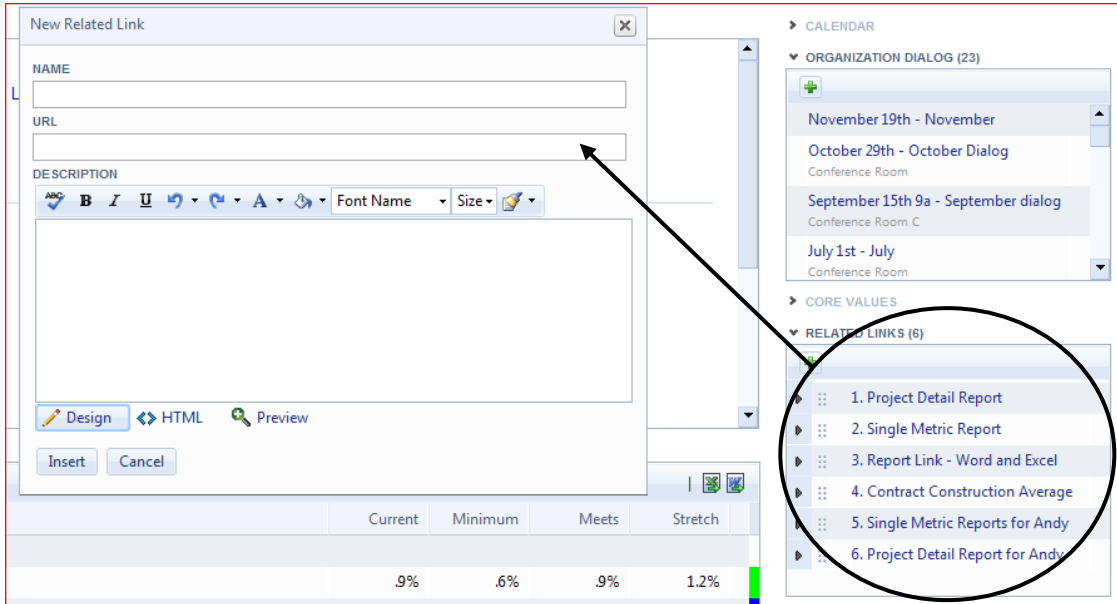 New Related Link
NAME
L
URL
DESCRIPTION
ABC B I U A Font Name Size
Design HTML Preview
Insert Cancel
Current Minimum Meets Stretch
.9% .6% .9% 1.2%
CALENDAR
ORGANIZATION DIALOG (23)
November 19th - November
October 29th - October Dialog
Conference Room
September 15th 9a - September dialog
Conference Room C
July 1st - July
Conference Room
CORE VALUES
RELATED LINKS (6)
1. Project Detail Report
2. Single Metric Report
3. Report Link - Word and Excel
4. Contract Construction Average
5. Single Metric Reports for Andy
6. Project Detail Report for Andy